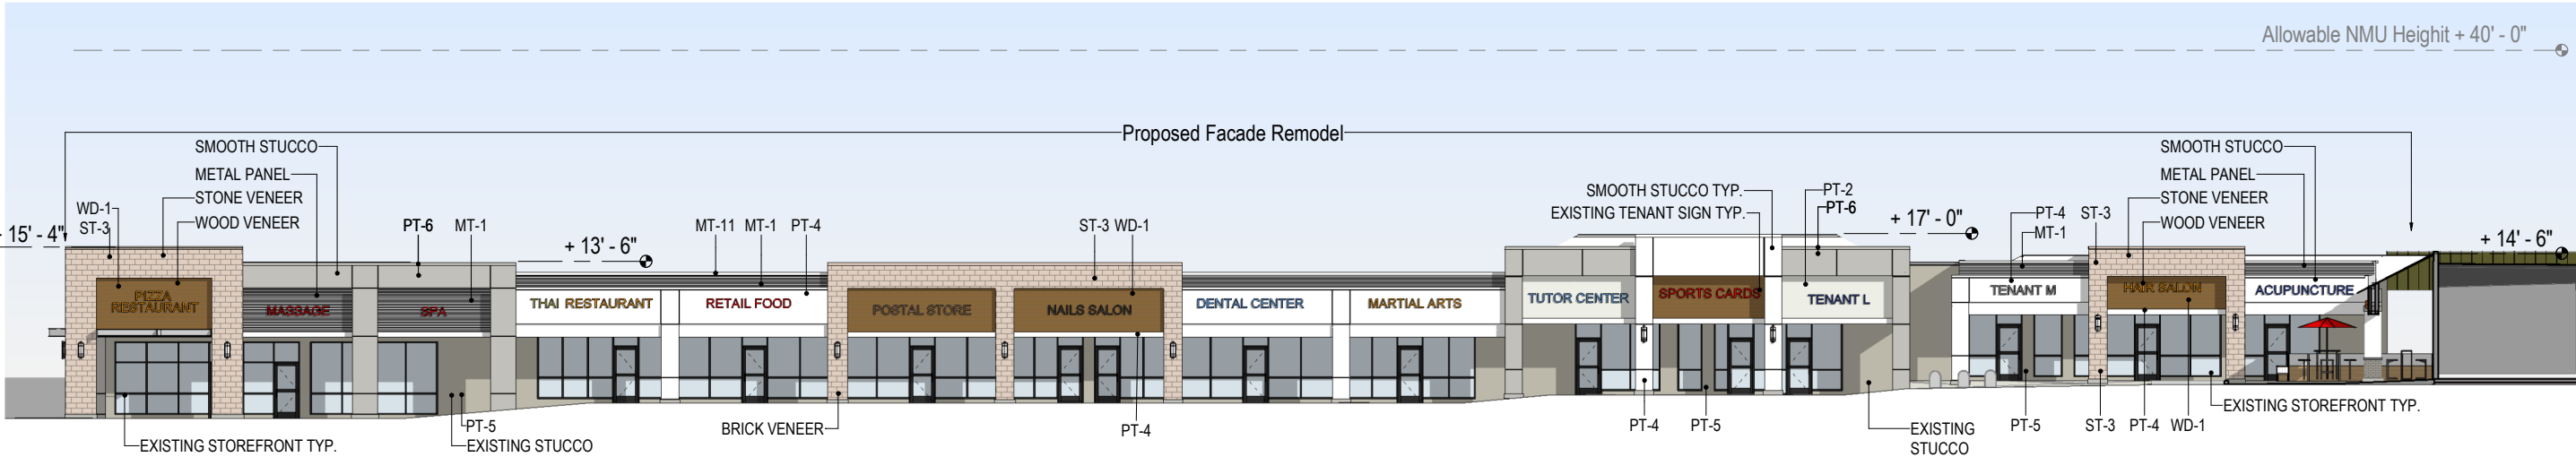 Allowable NMU Heighit + 40' - 0"
Proposed Facade Remodel
SMOOTH STUCCO
METAL PANEL
STONE VENEER
WOOD VENEER
WD-1
ST-3
15' - 4"
PT-6
MT-1
+ 13' - 6"
MT-11
MT-1
PT-4
ST-3
WD-1
SMOOTH STUCCO TYP.
EXISTING TENANT SIGN TYP.
PT-2
PT-6
+ 17' - 0"
PT-4
MT-1
ST-3
SMOOTH STUCCO
METAL PANEL
STONE VENEER
WOOD VENEER
+ 14' - 6"
PIZZA
RESTAURANT
MASSAGE
SPA
THAI RESTAURANT
RETAIL FOOD
POSTAL STORE
NAILS SALON
DENTAL CENTER
MARTIAL ARTS
TUTOR CENTER
SPORTS CARDS
TENANT L
TENANT M
HAIR SALON
ACUPUNCTURE
EXISTING STOREFRONT TYP.
PT-5
EXISTING STUCCO
BRICK VENEER
PT-4
PT-4
PT-5
EXISTING
STUCCO
PT-5
ST-3
PT-4
WD-1
EXISTING STOREFRONT TYP.